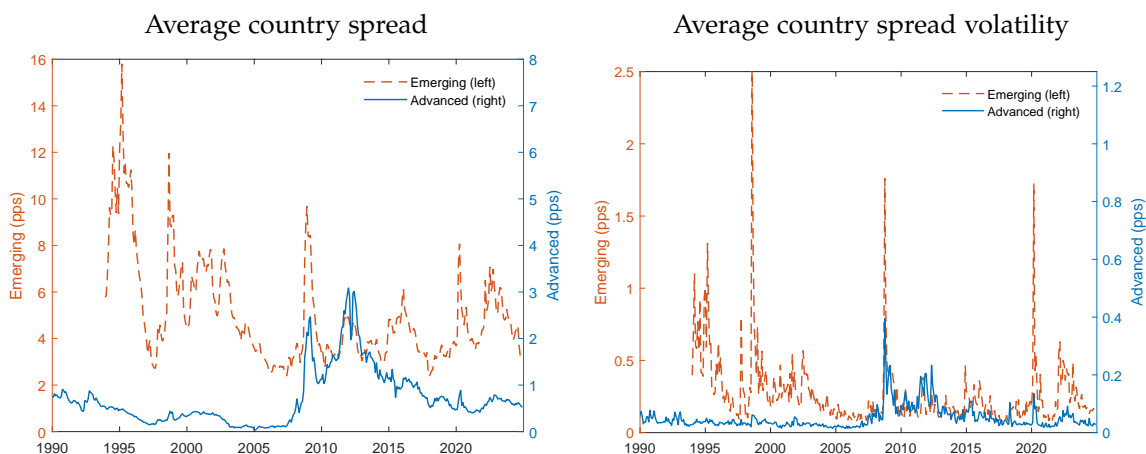 Average country spread
16
14
12
10
8
6
4
2
0
Emerging (pps)
Emerging (left)
Advanced (right)
8
7
6
5
4
3
2
1
0
Advanced (pps)
1990 1995 2000 2005 2010 2015 2020
Average country spread volatility
2.5
2
1.5
1
0.5
0
Emerging (pps)
Emerging (left)
Advanced (right)
1.2
1
0.8
0.6
0.4
0.2
0
Advanced (pps)
1990 1995 2000 2005 2010 2015 2020